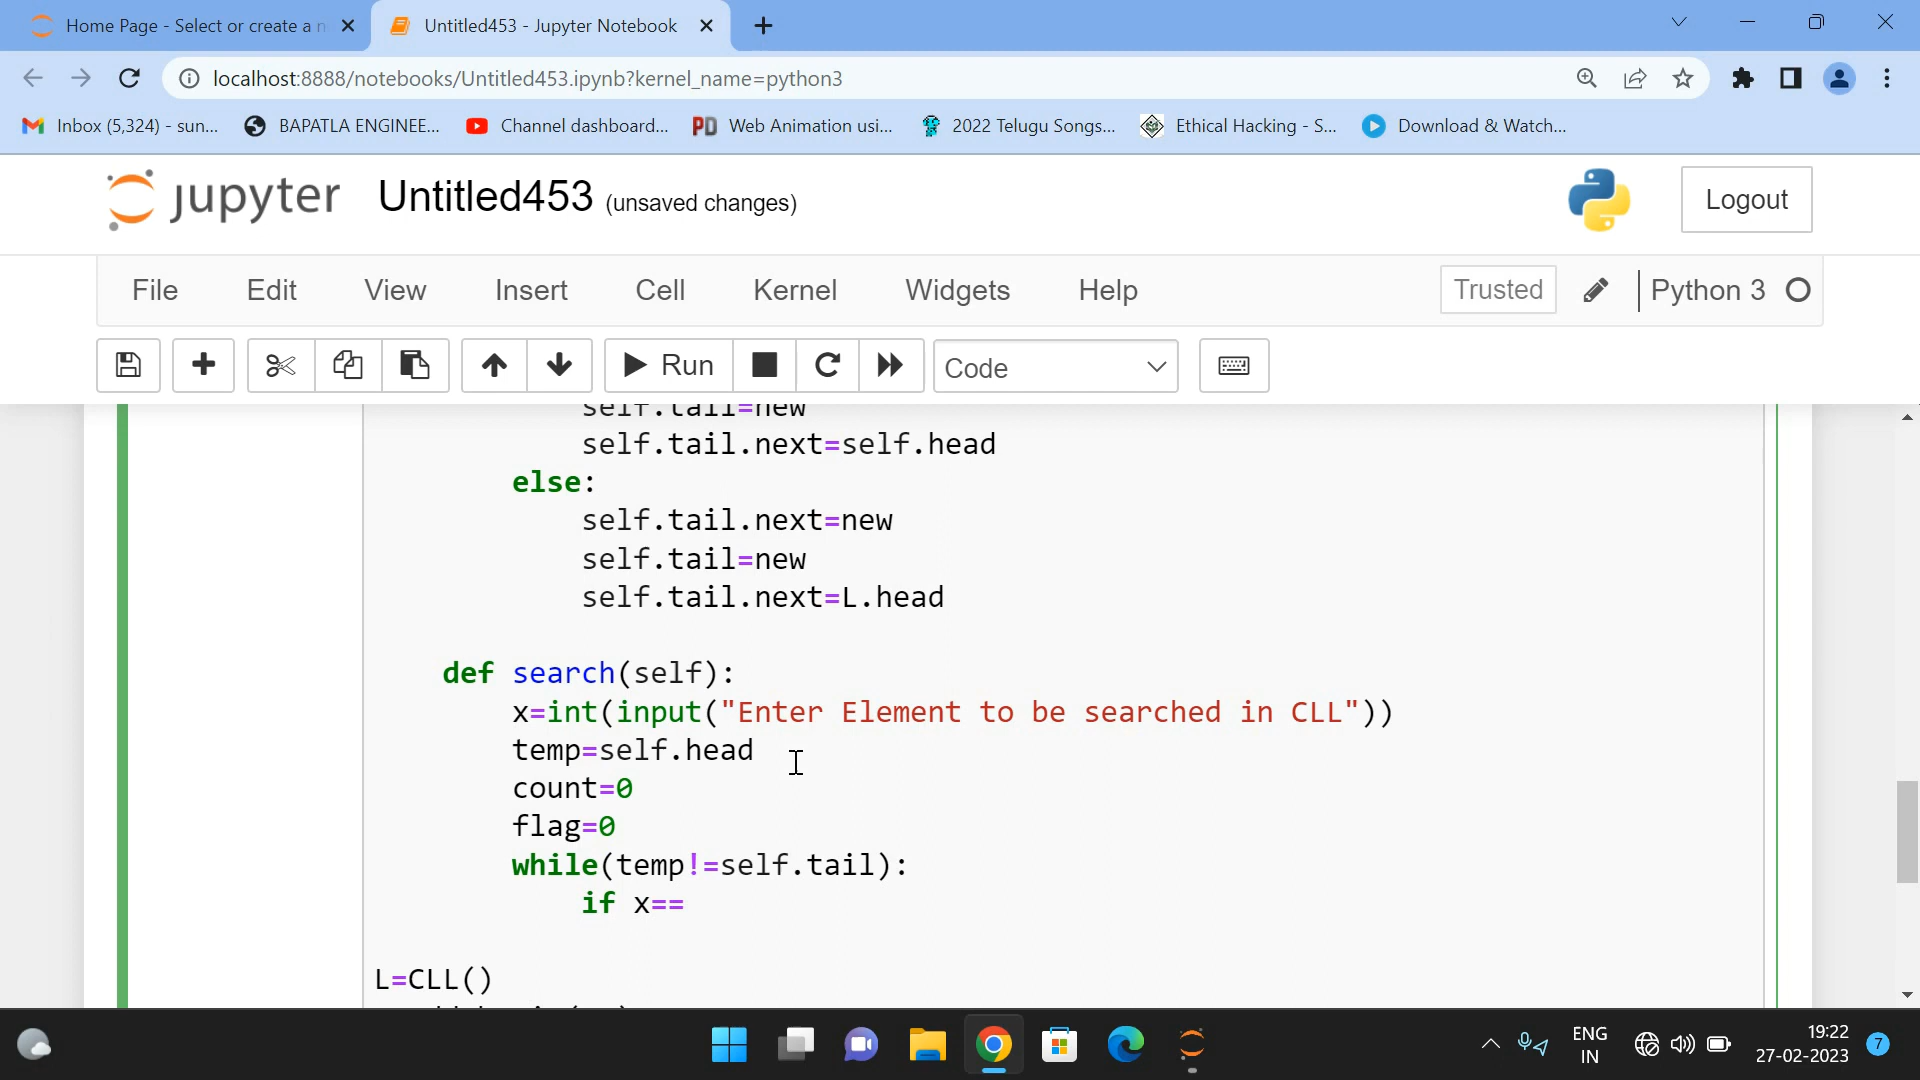 Home Page - Select or create a n
Untitled453 - Jupyter Notebook
localhost:8888/notebooks/Untitled453.ipynb?kernel_name=python3
Inbox (5,324) - sun...
BAPATLA ENGINEE...
Channel dashboard...
PD Web Animation usi...
2022 Telugu Songs...
Ethical Hacking - S...
Download & Watch...
jupyter Untitled453 (unsaved changes)
Logout
File Edit View Insert Cell Kernel Widgets Help
Trusted
Python 3
Run
Code
self.tail=new
self.tail.next=self.head
else:
self.tail.next=new
self.tail=new
self.tail.next=L.head
def search(self):
x=int(input("Enter Element to be searched in CLL"))
temp=self.head
count=0
flag=0
while(temp!=self.tail):
if x==
L=CLL()
ENG
IN
19:22
27-02-2023
7